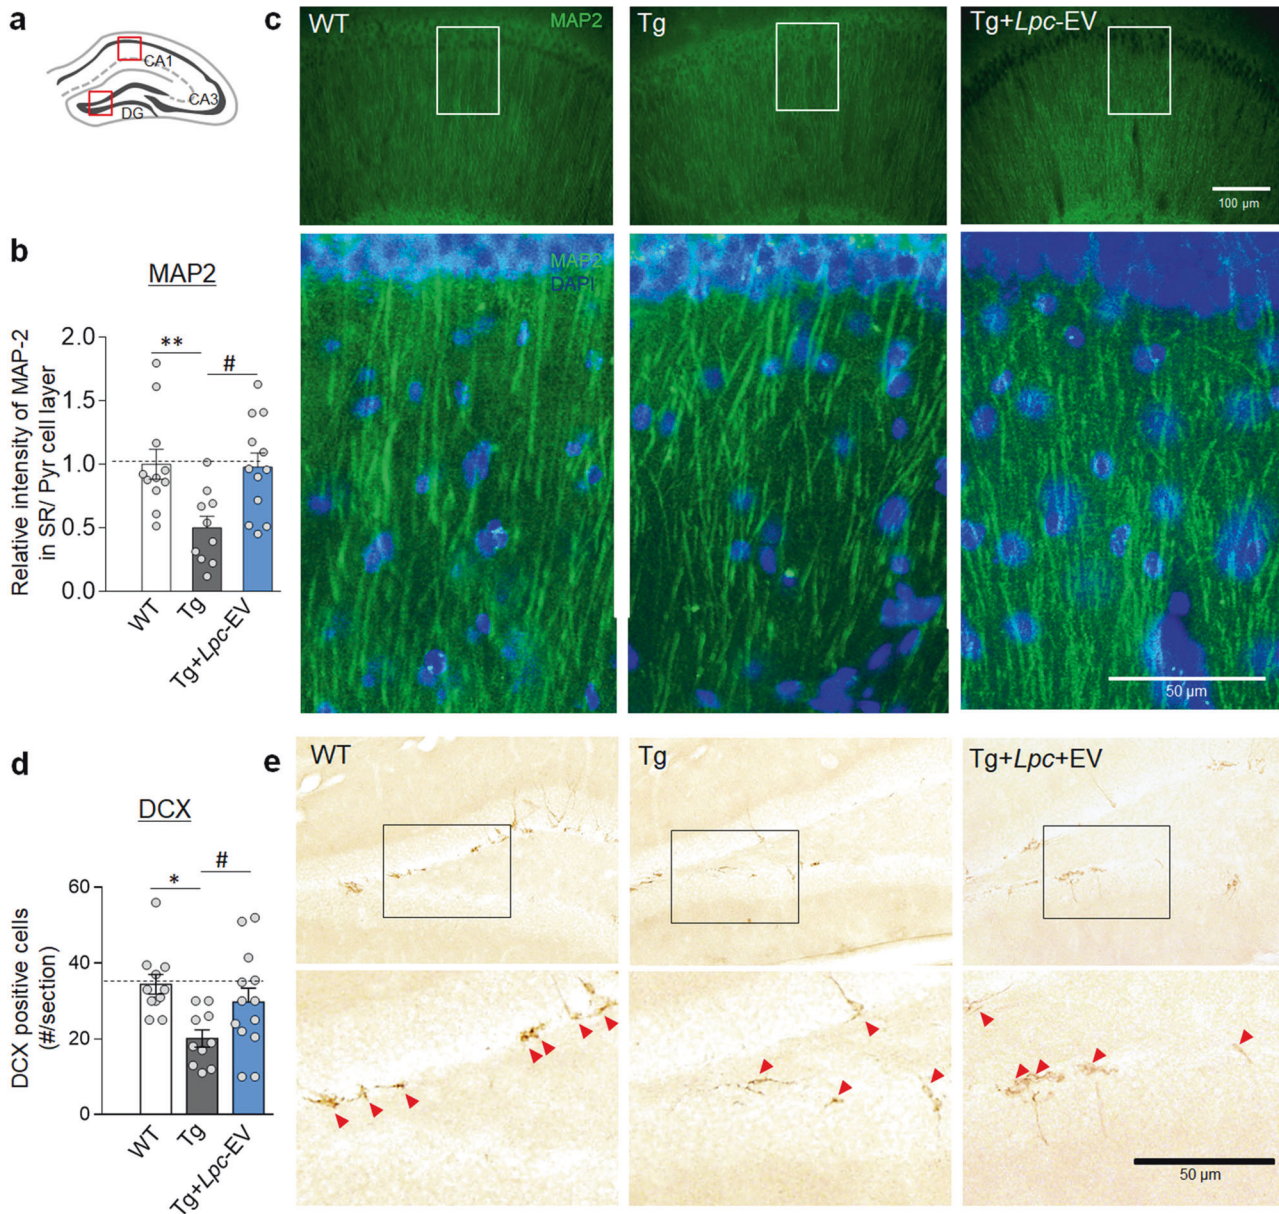 a
CA1
CA3
DG
b
MAP2
Relative intensity of MAP-2
in SR/ Pyr cell layer
2.0
1.5
1.0
0.5
0.0
**
#
WT
Tg
Tg+Lpc-EV
c
WT
MAP2
Tg
Tg+Lpc-EV
100 µm
MAP2
DAPI
50 µm
d
DCX
DCX positive cells
(#/section)
60
40
20
0
*
#
WT
Tg
Tg+Lpc-EV
e
WT
Tg
Tg+Lpc+EV
50 µm